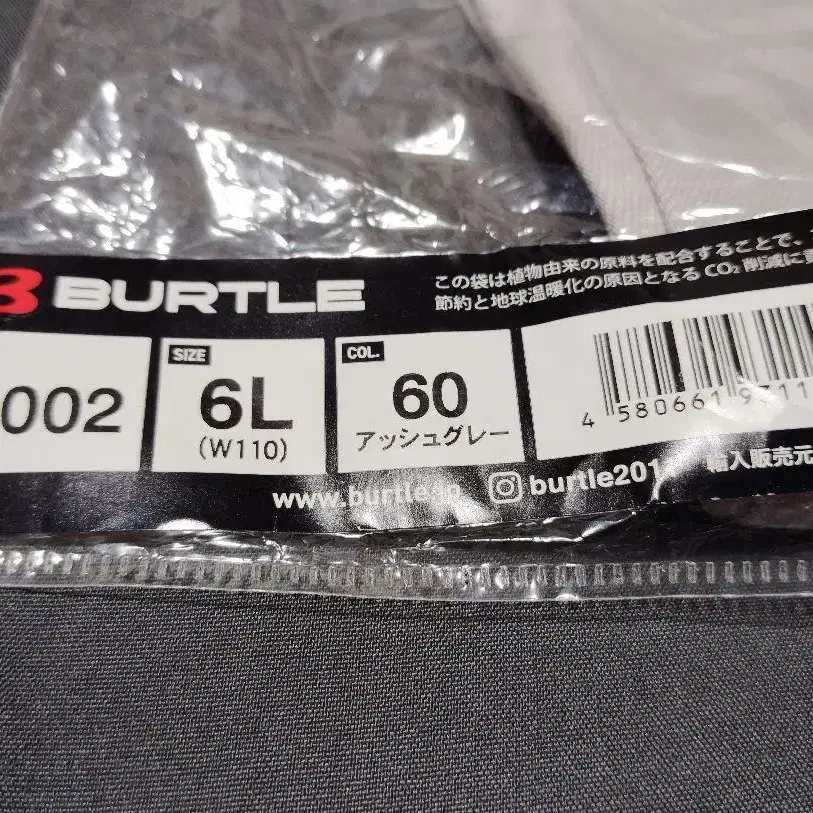 BURTLE
この袋は植物由来の原料を配合することで、
節約と地球温暖化の原因となるCO₂削減に
002
SIZE
6L
(W110)
COL.
60
アッシュグレー
4 580661
www.burtle.jp
burtle201
輸入販売元